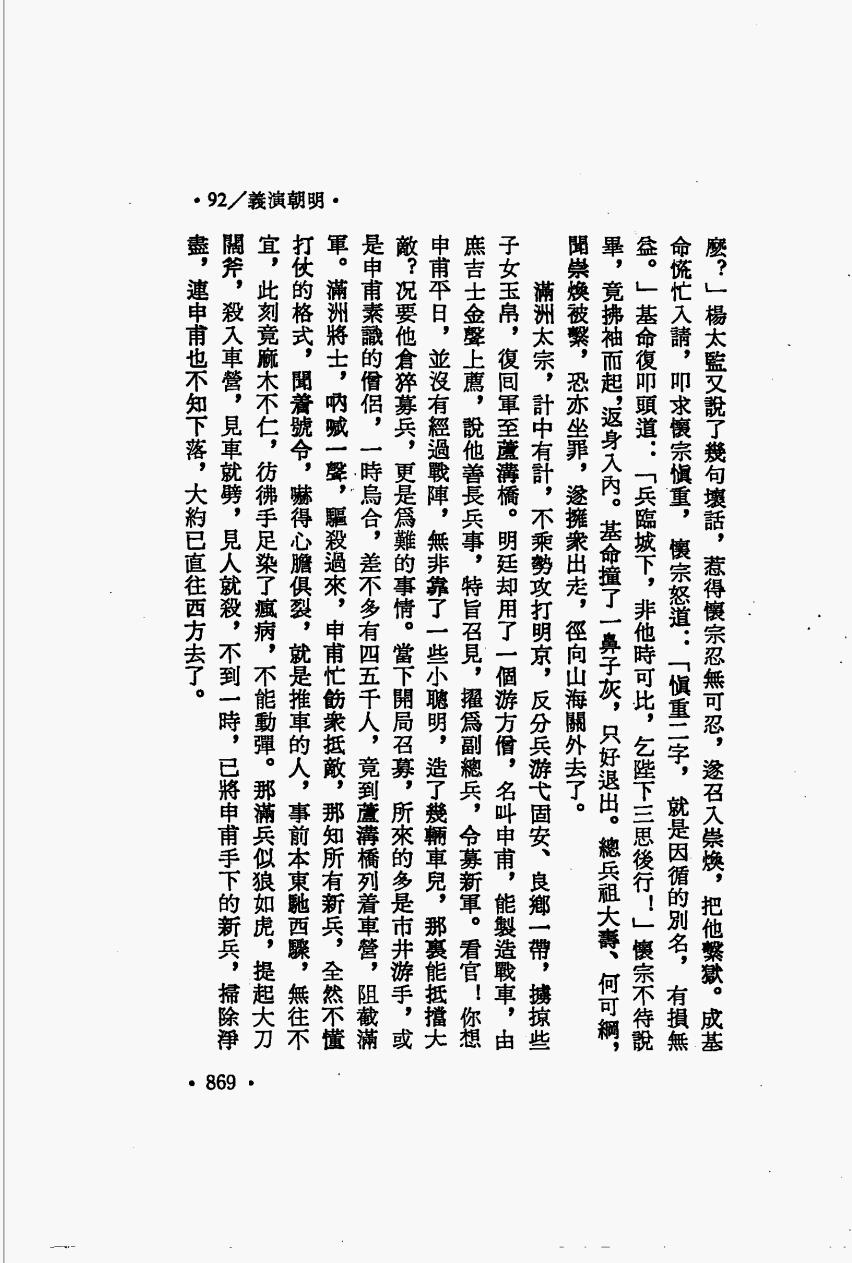 ·92／義演朝明·
麽？」楊太監又說了幾句壞話，惹得懷宗忍無可忍，遂召入崇煥，把他繫獄。成基
命慌忙入請，叩求懷宗愼重，懷宗怒道：「愼重二字，就是因循的別名，有損無
益。」基命復叩頭道：「兵臨城下，非他時可比，乞陛下三思後行！」懷宗不待說
畢，竟拂袖而起，返身入內。基命撞了一鼻子灰，只好退出。總兵祖大壽、何可綱，
聞崇煥被繫，恐亦坐罪，遂擁衆出走，徑向山海關外去了。
滿洲太宗，計中有計，不乘勢攻打明京，反分兵游弋固安、良鄉一帶，擄掠些
子女玉帛，復囘軍至蘆溝橋。明廷却用了一個游方僧，名叫申甫，能製造戰車，由
庶吉士金聲上薦，說他善長兵事，特旨召見，擢爲副總兵，令募新軍。看官！你想
申甫平日，並沒有經過戰陣，無非靠了一些小聰明，造了幾輛車兒，那裏能抵擋大
敵？況要他倉猝募兵，更是爲難的事情。當下開局召募，所來的多是市井游手，或
是申甫素識的僧侶，一時烏合，差不多有四五千人，竟到蘆溝橋列着車營，阻截滿
軍。滿洲將士，吶喊一聲，驅殺過來，申甫忙飭衆抵敵，那知所有新兵，全然不懂
打仗的格式，聞着號令，嚇得心膽俱裂，就是推車的人，事前本東馳西驟，無往不
宜，此刻竟麻木不仁，彷彿手足染了瘋病，不能動彈。那滿兵似狼如虎，提起大刀
闊斧，殺入車營，見車就劈，見人就殺，不到一時，已將申甫手下的新兵，掃除淨
盡，連申甫也不知下落，大約已直往西方去了。
·869·